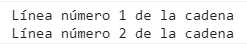 Línea número 1 de la cadena
Línea número 2 de la cadena